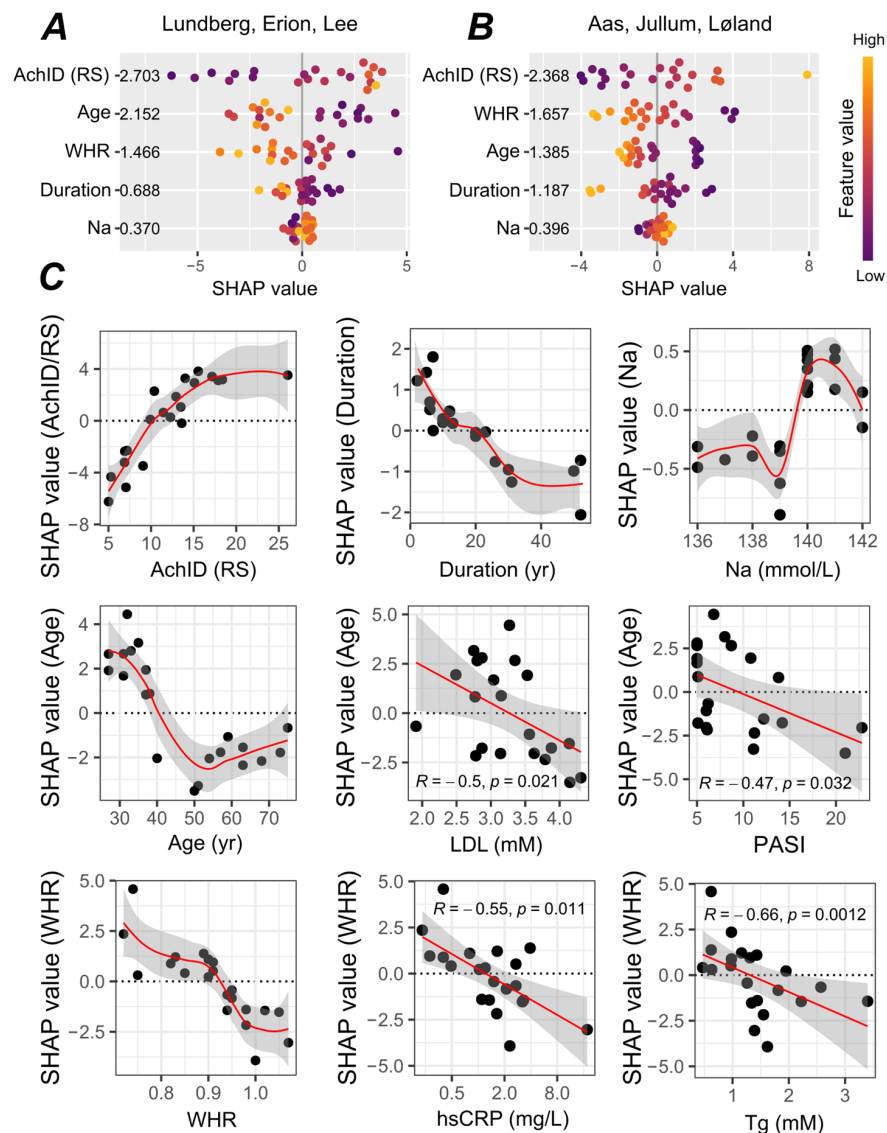 A
Lundberg, Erion, Lee
B
Aas, Jullum, Løland
High
AchID (RS) -2.703
Age -2.152
WHR -1.466
Duration -0.688
Na -0.370
−5 0 5
SHAP value
AchID (RS) -2.368
WHR -1.657
Age -1.385
Duration -1.187
Na -0.396
−4 0 4 8
SHAP value
Feature value
Low
C
SHAP value (AchID/RS)
4
0
−4
−8
5 10 15 20 25
AchID (RS)
SHAP value (Duration)
2
1
0
−1
−2
0 20 40
Duration (yr)
SHAP value (Na)
0.5
0.0
−0.5
136 138 140 142
Na (mmol/L)
SHAP value (Age)
4
2
0
−2
30 40 50 60 70
Age (yr)
SHAP value (Age)
5.0
2.5
0.0
−2.5
R = − 0.5, p = 0.021
2.0 2.5 3.0 3.5 4.0
LDL (mM)
SHAP value (Age)
5.0
2.5
0.0
−2.5
−5.0
R = −0.47, p = 0.032
5 10 15 20
PASI
SHAP value (WHR)
5.0
2.5
0.0
−2.5
0.8 0.9 1.0
WHR
SHAP value (WHR)
5.0
2.5
0.0
−2.5
−5.0
R = − 0.55, p = 0.011
0.5 2.0 8.0
hsCRP (mg/L)
SHAP value (WHR)
5.0
2.5
0.0
−2.5
−5.0
R = − 0.66, p = 0.0012
1 2 3
Tg (mM)